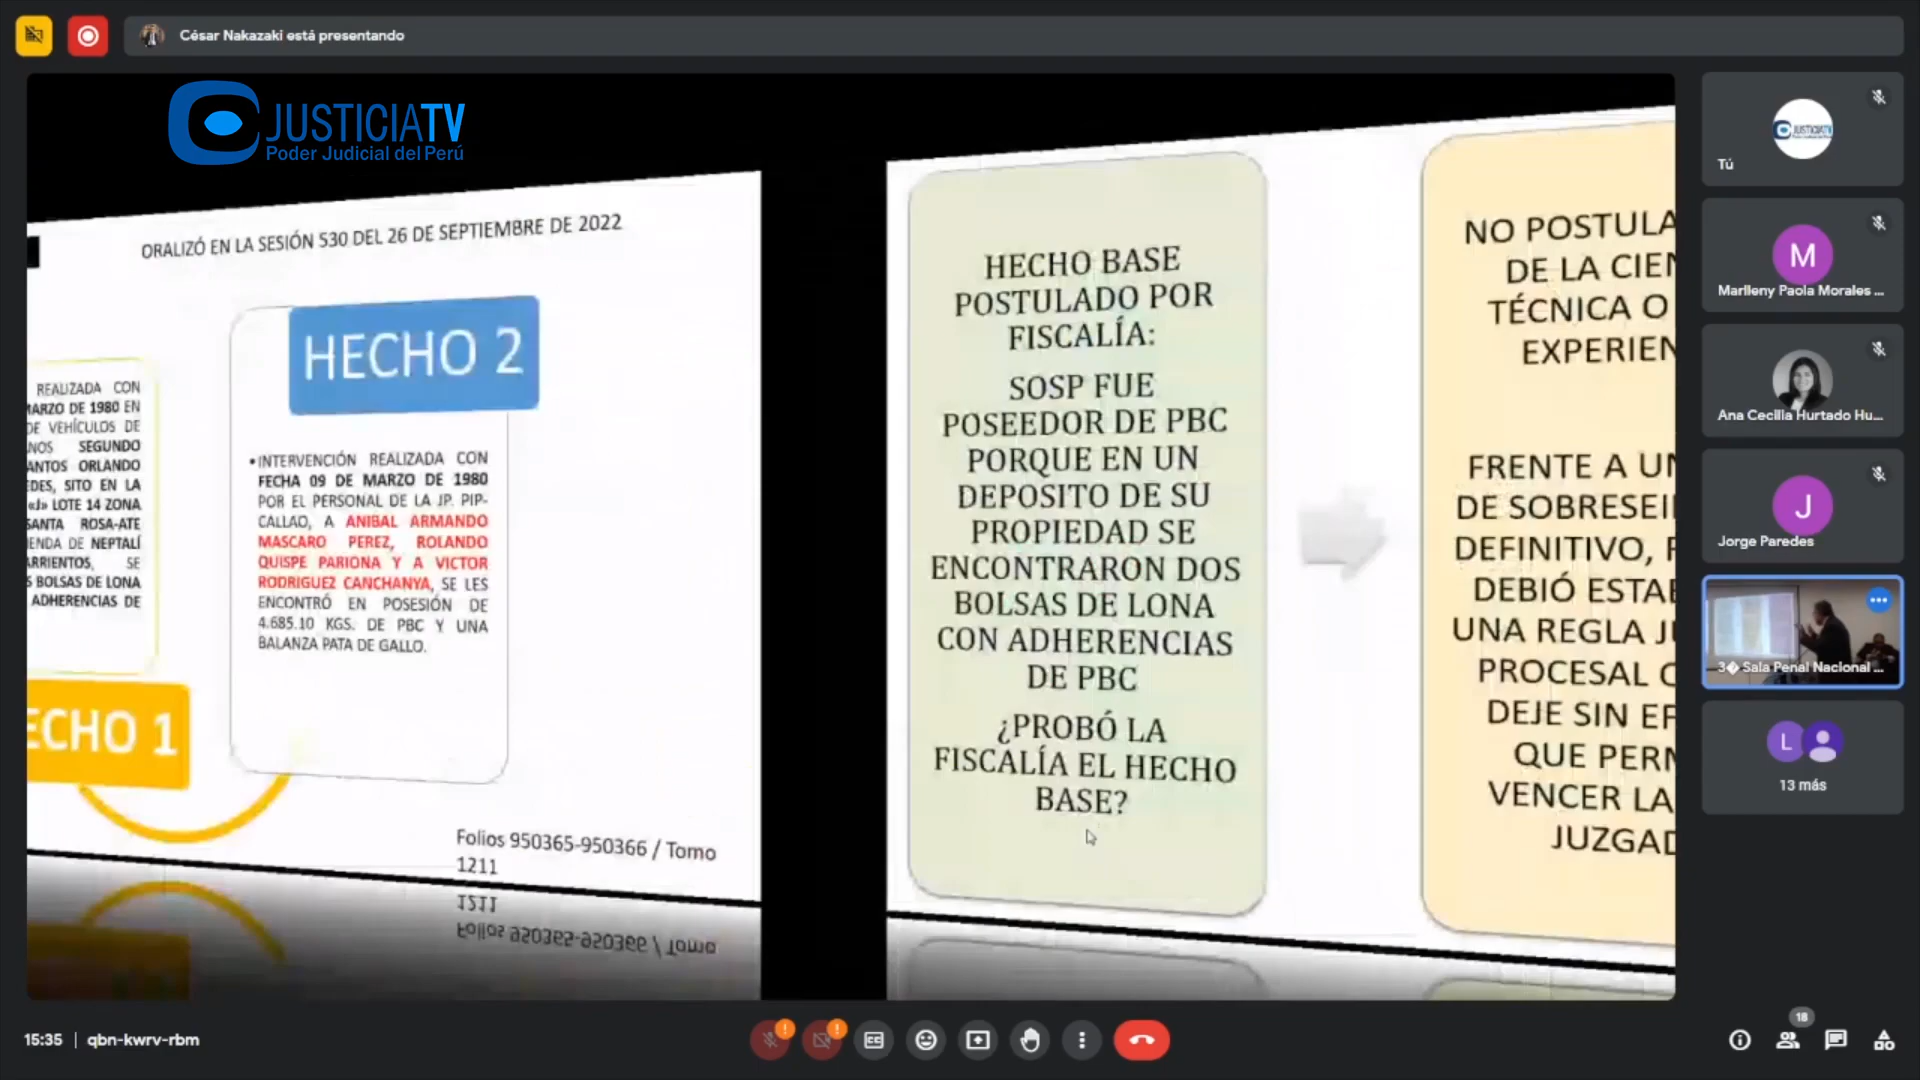 César Nakazaki está presentando
JUSTICIATV
Poder Judicial del Perú
ORALIZÓ EN LA SESIÓN 530 DEL 26 DE SEPTIEMBRE DE 2022
REALIZADA CON
MARZO DE 1980 EN
DE VEHÍCULOS DE
SEGUNDO
ORLANDO
SITO EN LA
«J» LOTE 14 ZONA
SANTA ROSA-ATE
DE NEPTALÍ
SE
BOLSAS DE LONA
ADHERENCIAS DE
ECHO 1
HECHO 2
•INTERVENCIÓN REALIZADA CON
FECHA 09 DE MARZO DE 1980
POR EL PERSONAL DE LA JP. PIP-
CALLAO, A ANIBAL ARMANDO
MASCARO PEREZ, ROLANDO
QUISPE PARIONA Y A VICTOR
RODRIGUEZ CANCHANYA, SE LES
ENCONTRÓ EN POSESIÓN DE
4.685.10 KGS. DE PBC Y UNA
BALANZA PATA DE GALLO.
Folios 950365-950366 / Tomo
1211
HECHO BASE
POSTULADO POR
FISCALÍA:
SOSP FUE
POSEEDOR DE PBC
PORQUE EN UN
DEPOSITO DE SU
PROPIEDAD SE
ENCONTRARON DOS
BOLSAS DE LONA
CON ADHERENCIAS
DE PBC
¿PROBÓ LA
FISCALÍA EL HECHO
BASE?
NO POSTULA
DE LA CIEN
TÉCNICA O
EXPERIEN
FRENTE A UN
DE SOBRESEI
DEFINITIVO,
DEBIÓ ESTAB
UNA REGLA J
PROCESAL
DEJE SIN EF
QUE PERM
VENCER LA
JUZGAD
JUSTICIATV
Tú
M
Marlleny Paola Morales ...
Ana Cecilia Hurtado Hu...
J
Jorge Paredes
3� Sala Penal Nacional ...
L
13 más
15:35 | qbn-kwrv-rbm
18